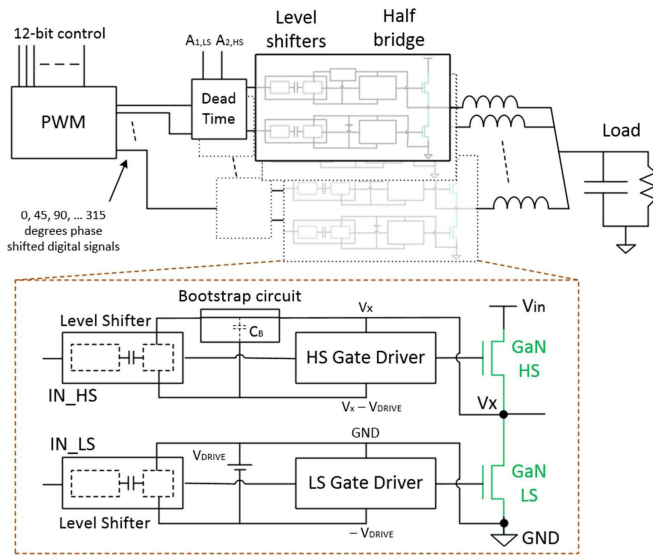 12-bit control
A1,LS A2,HS
Level
shifters
Half
bridge
PWM
Dead
Time
Load
0, 45, 90, ... 315
degrees phase
shifted digital signals
Bootstrap circuit
Level Shifter
CB
Vx
Vin
HS Gate Driver
GaN
HS
IN_HS
Vx – VDRIVE
Vx
IN_LS
GND
VDRIVE
LS Gate Driver
GaN
LS
Level Shifter
– VDRIVE
GND